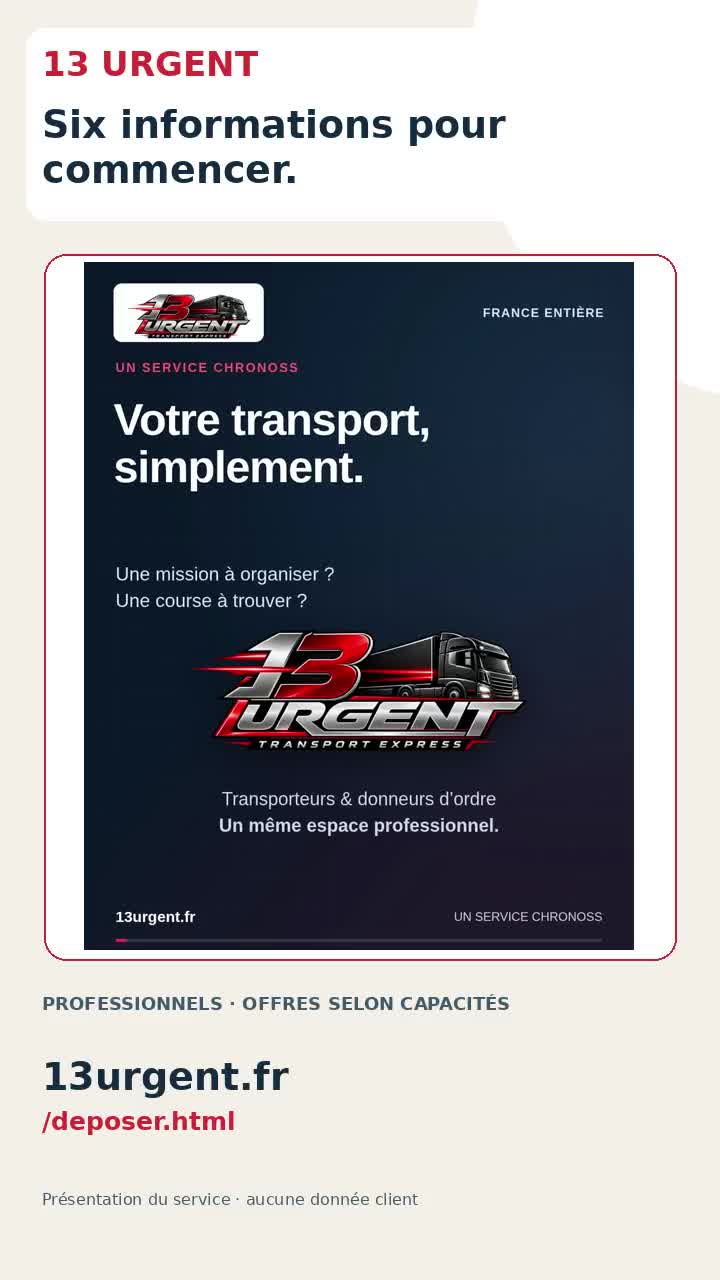 13 URGENT
Six informations pour
commencer.
13
URGENT
TRANSPORT EXPRESS
FRANCE ENTIÈRE
UN SERVICE CHRONOSS
Votre transport,
simplement.
Une mission à organiser ?
Une course à trouver ?
13
URGENT
TRANSPORT EXPRESS
Transporteurs & donneurs d’ordre
Un même espace professionnel.
13urgent.fr
UN SERVICE CHRONOSS
PROFESSIONNELS · OFFRES SELON CAPACITÉS
13urgent.fr
/deposer.html
Présentation du service · aucune donnée client